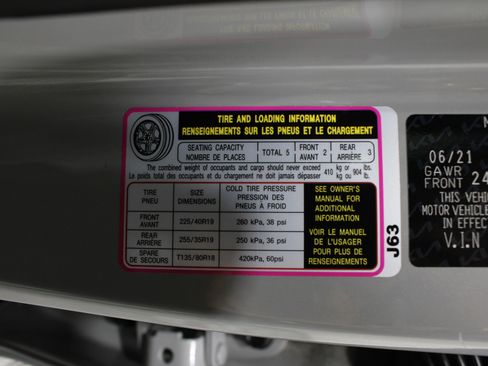 TIRE AND LOADING INFORMATION
RENSEIGNEMENTS SUR LES PNEUS ET LE CHARGEMENT
SEATING CAPACITY
NOMBRE DE PLACES
TOTAL 5
FRONT
AVANT 2
REAR
ARRIÈRE 3
The combined weight of occupants and cargo should never exceed 410 kg or 904 lbs.
Le poids total des occupants et du chargement ne doit jamais dépasser 410 kg ou 904 lb.
TIRE
PNEU
SIZE
DIMENSIONS
COLD TIRE PRESSURE
PRESSION DES
PNEUS A FROID
FRONT
AVANT
225/40R19
260 kPa, 38 psi
REAR
ARRIÈRE
255/35R19
250 kPa, 36 psi
SPARE
DE SECOURS
T135/80R18
420kPa, 60psi
SEE OWNER'S
MANUAL FOR
ADDITIONAL
INFORMATION
VOIR LE MANUEL
DE L'USAGER
POUR PLUS DE
RENSEIGNEMENTS
J63
06/21
GAWR
FRONT 24
THIS VEHI
MOTOR VEHICLE
IN EFFECT
V.I.N